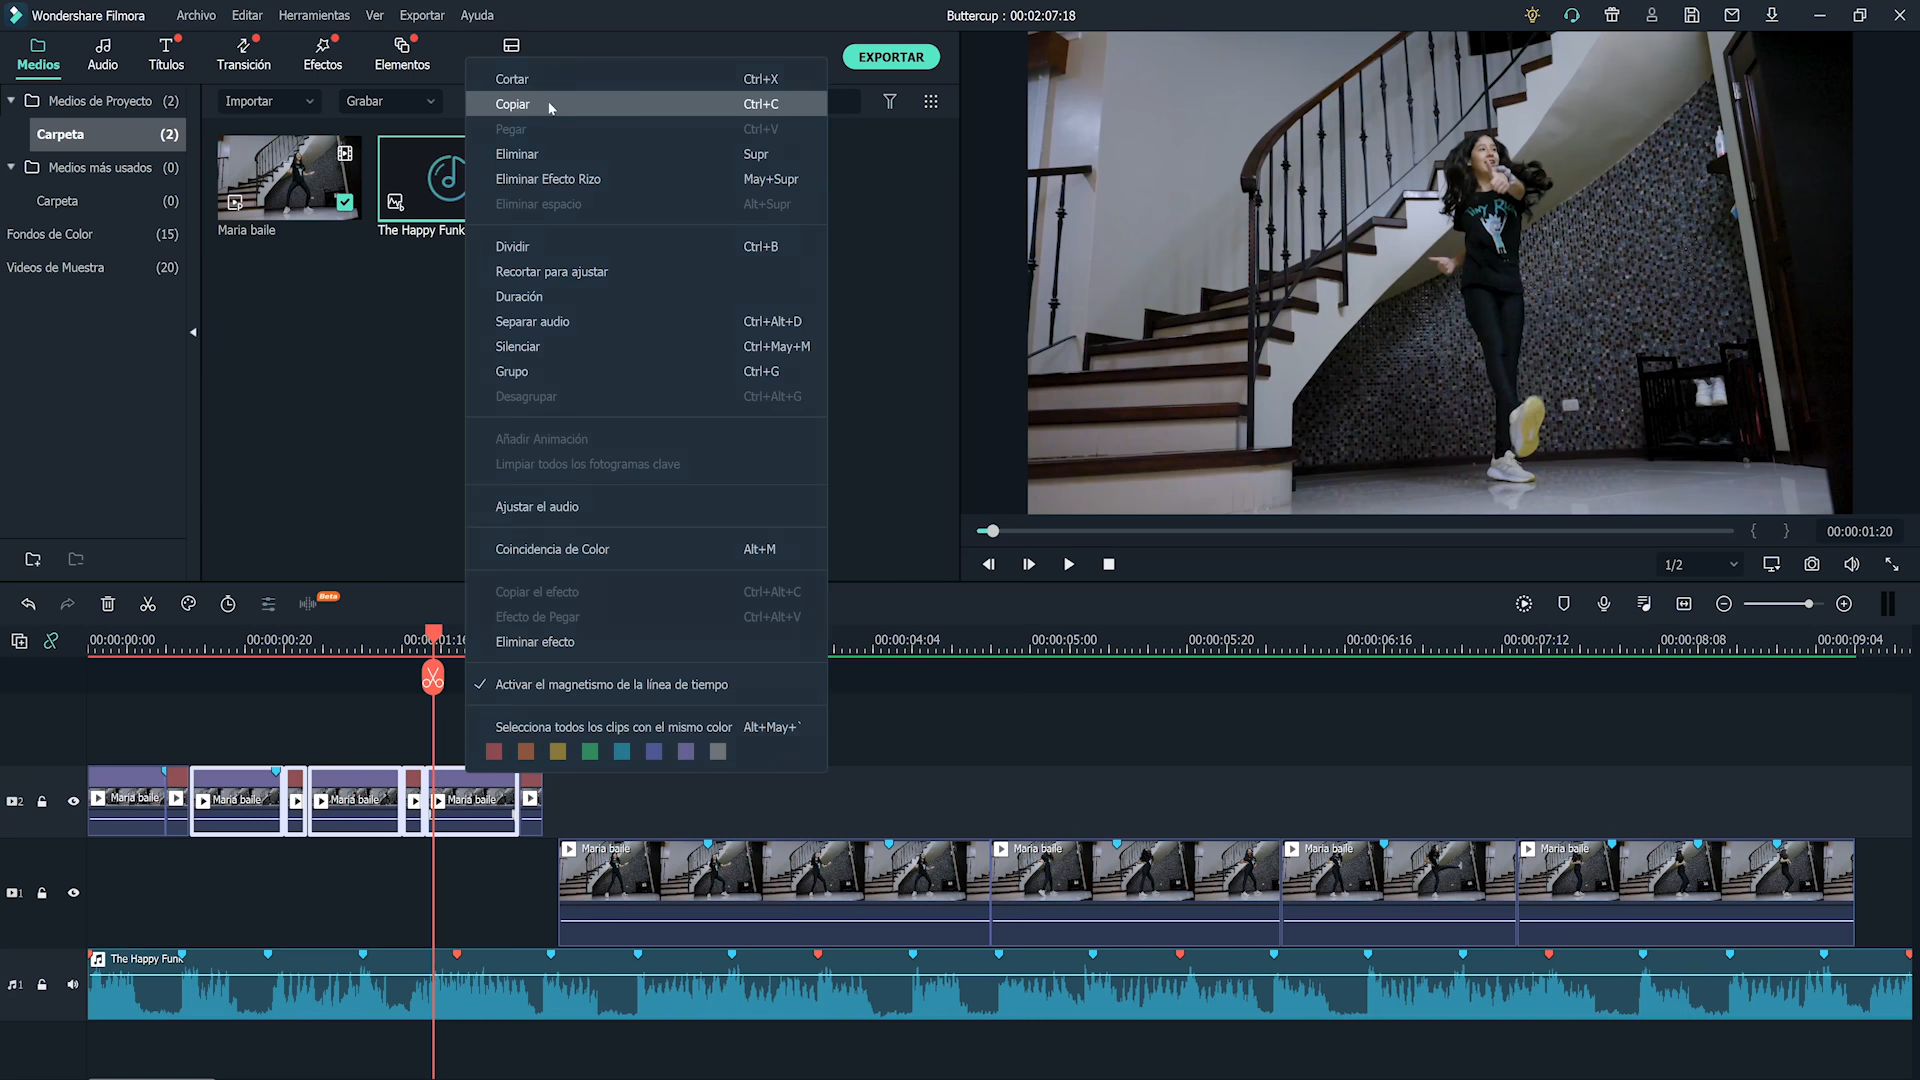 Wondershare Filmora
Archivo
Editar
Herramientas
Ver
Exportar
Ayuda
Buttercup : 00:02:07:18
Medios
Audio
Títulos
Transición
Efectos
Elementos
EXPORTAR
Medios de Proyecto (2)
Carpeta (2)
Medios más usados (0)
Carpeta (0)
Fondos de Color (15)
Videos de Muestra (20)
Importar
Grabar
Maria baile
The Happy Funk
Cortar Ctrl+X
Copiar Ctrl+C
Pegar Ctrl+V
Eliminar Supr
Eliminar Efecto Rizo May+Supr
Eliminar espacio Alt+Supr
Dividir Ctrl+B
Recortar para ajustar
Duración
Separar audio Ctrl+Alt+D
Silenciar Ctrl+May+M
Grupo Ctrl+G
Desagrupar Ctrl+Alt+G
Añadir Animación
Limpiar todos los fotogramas clave
Ajustar el audio
Coincidencia de Color Alt+M
Copiar el efecto Ctrl+Alt+C
Efecto de Pegar Ctrl+Alt+V
Eliminar efecto
Activar el magnetismo de la línea de tiempo
Selecciona todos los clips con el mismo color Alt+May+`
{ } 00:00:01:20
1/2
Beta
00:00:00:00
00:00:00:20
00:00:01:16
00:00:04:04
00:00:05:00
00:00:05:20
00:00:06:16
00:00:07:12
00:00:08:08
00:00:09:04
2
Maria baile
Maria baile
Maria baile
Maria baile
1
Maria baile
Maria baile
Maria baile
Maria baile
1
The Happy Funk